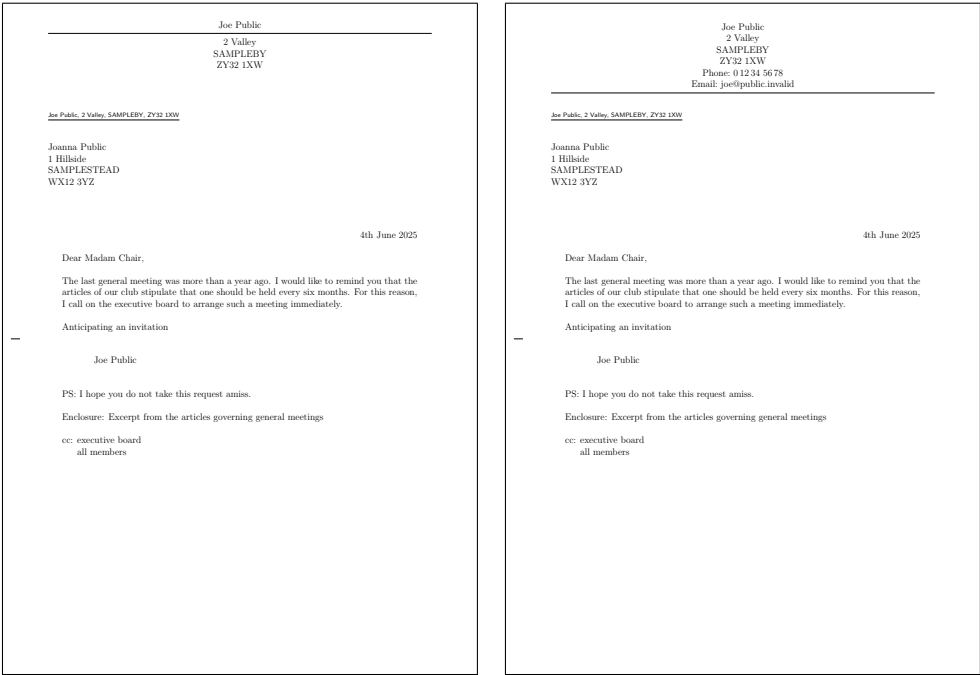 Joe Public
2 Valley
SAMPLEBY
ZY32 1XW
Joe Public, 2 Valley, SAMPLEBY, ZY32 1XW
Joanna Public
1 Hillside
SAMPLESTEAD
WX12 3YZ
4th June 2025
Dear Madam Chair,
The last general meeting was more than a year ago. I would like to remind you that the
articles of our club stipulate that one should be held every six months. For this reason,
I call on the executive board to arrange such a meeting immediately.
Anticipating an invitation
Joe Public
PS: I hope you do not take this request amiss.
Enclosure: Excerpt from the articles governing general meetings
cc: executive board
all members
Joe Public
2 Valley
SAMPLEBY
ZY32 1XW
Phone: 0 12 34 56 78
Email: joe@public.invalid
Joe Public, 2 Valley, SAMPLEBY, ZY32 1XW
Joanna Public
1 Hillside
SAMPLESTEAD
WX12 3YZ
4th June 2025
Dear Madam Chair,
The last general meeting was more than a year ago. I would like to remind you that the
articles of our club stipulate that one should be held every six months. For this reason,
I call on the executive board to arrange such a meeting immediately.
Anticipating an invitation
Joe Public
PS: I hope you do not take this request amiss.
Enclosure: Excerpt from the articles governing general meetings
cc: executive board
all members